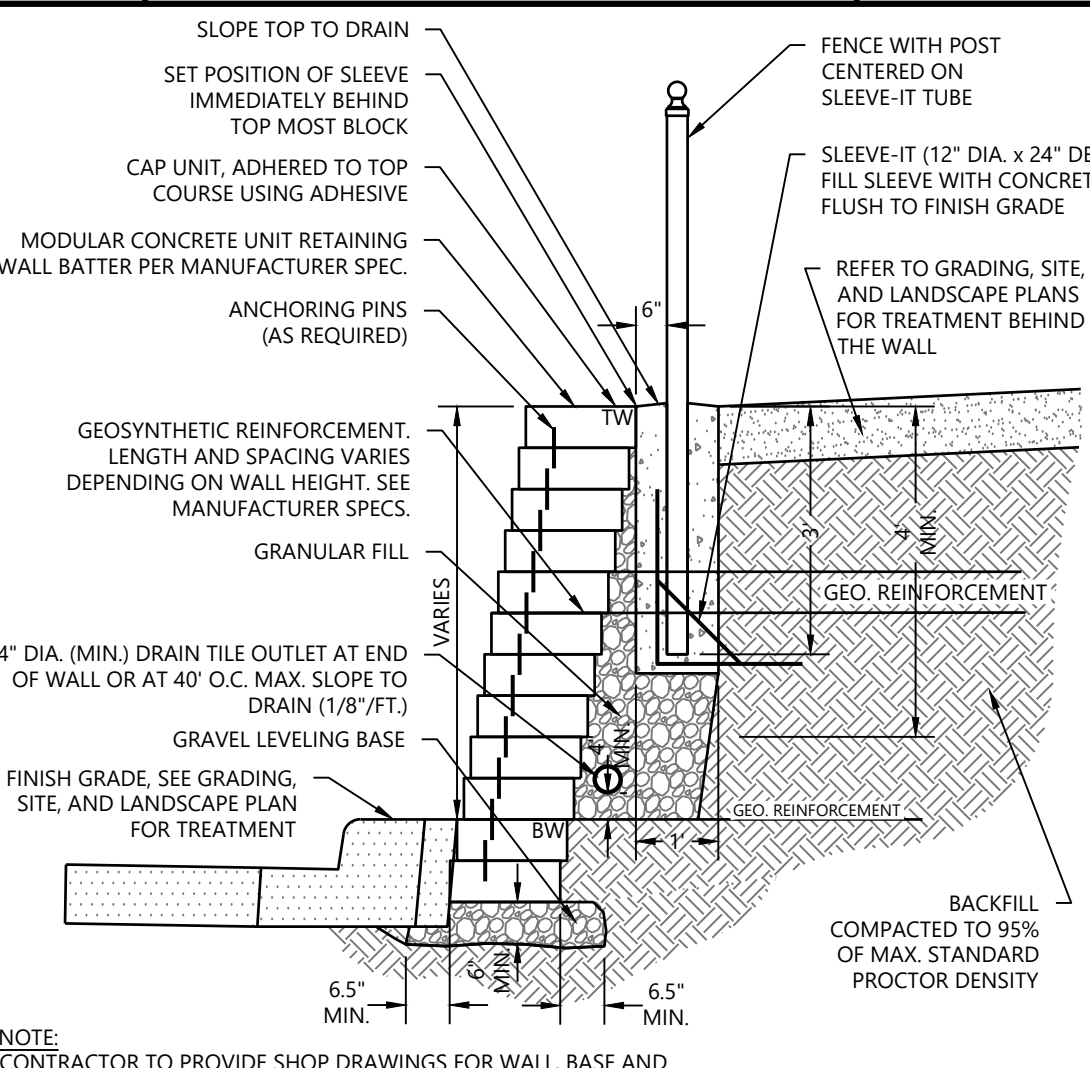 SLOPE TOP TO DRAIN
SET POSITION OF SLEEVE
IMMEDIATELY BEHIND
TOP MOST BLOCK
CAP UNIT, ADHERED TO TOP
COURSE USING ADHESIVE
MODULAR CONCRETE UNIT RETAINING
WALL BATTER PER MANUFACTURER SPEC.
ANCHORING PINS
(AS REQUIRED)
GEOSYNTHETIC REINFORCEMENT.
LENGTH AND SPACING VARIES
DEPENDING ON WALL HEIGHT. SEE
MANUFACTURER SPECS.
GRANULAR FILL
4" DIA. (MIN.) DRAIN TILE OUTLET AT END
OF WALL OR AT 40' O.C. MAX. SLOPE TO
DRAIN (1/8"/FT.)
GRAVEL LEVELING BASE
FINISH GRADE, SEE GRADING,
SITE, AND LANDSCAPE PLAN
FOR TREATMENT
FENCE WITH POST
CENTERED ON
SLEEVE-IT TUBE
SLEEVE-IT (12" DIA. x 24" DE
FILL SLEEVE WITH CONCRET
FLUSH TO FINISH GRADE
REFER TO GRADING, SITE,
AND LANDSCAPE PLANS
FOR TREATMENT BEHIND
THE WALL
6"
TW
VARIES
3'
4'
MIN.
GEO. REINFORCEMENT
4"
MIN.
GEO. REINFORCEMENT
BW
1'
BACKFILL
COMPACTED TO 95%
OF MAX. STANDARD
PROCTOR DENSITY
6"
MIN.
6.5"
MIN.
6.5"
MIN.
NOTE:
CONTRACTOR TO PROVIDE SHOP DRAWINGS FOR WALL, BASE AND